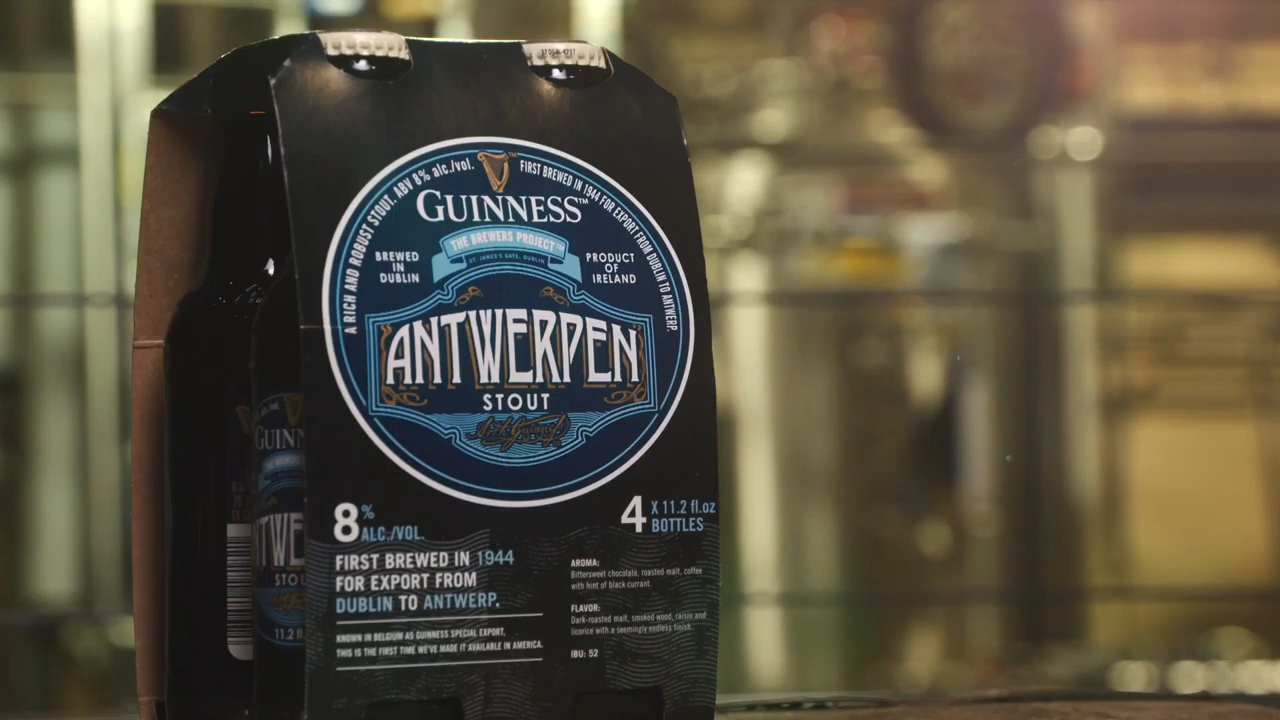 A RICH AND ROBUST STOUT. ABV 8% alc./vol.
FIRST BREWED IN 1944 FOR EXPORT FROM DUBLIN TO ANTWERP.
GUINNESS™
THE BREWERS PROJECT™
ST. JAMES'S GATE, DUBLIN
BREWED
IN
DUBLIN
PRODUCT
OF
IRELAND
ANTWERPEN
STOUT
Arth Guinness
8%
ALC./VOL.
4 X 11.2 fl.oz
BOTTLES
FIRST BREWED IN 1944
FOR EXPORT FROM
DUBLIN TO ANTWERP.
KNOWN IN BELGIUM AS GUINNESS SPECIAL EXPORT,
THIS IS THE FIRST TIME WE'VE MADE IT AVAILABLE IN AMERICA.
AROMA:
Bittersweet chocolate, roasted malt, coffee
with hint of black currant.
FLAVOR:
Dark-roasted malt, smoked wood, raisin and
licorice with a seemingly endless finish.
IBU: 52
GUINN
TWE
STOU
11.2 fl